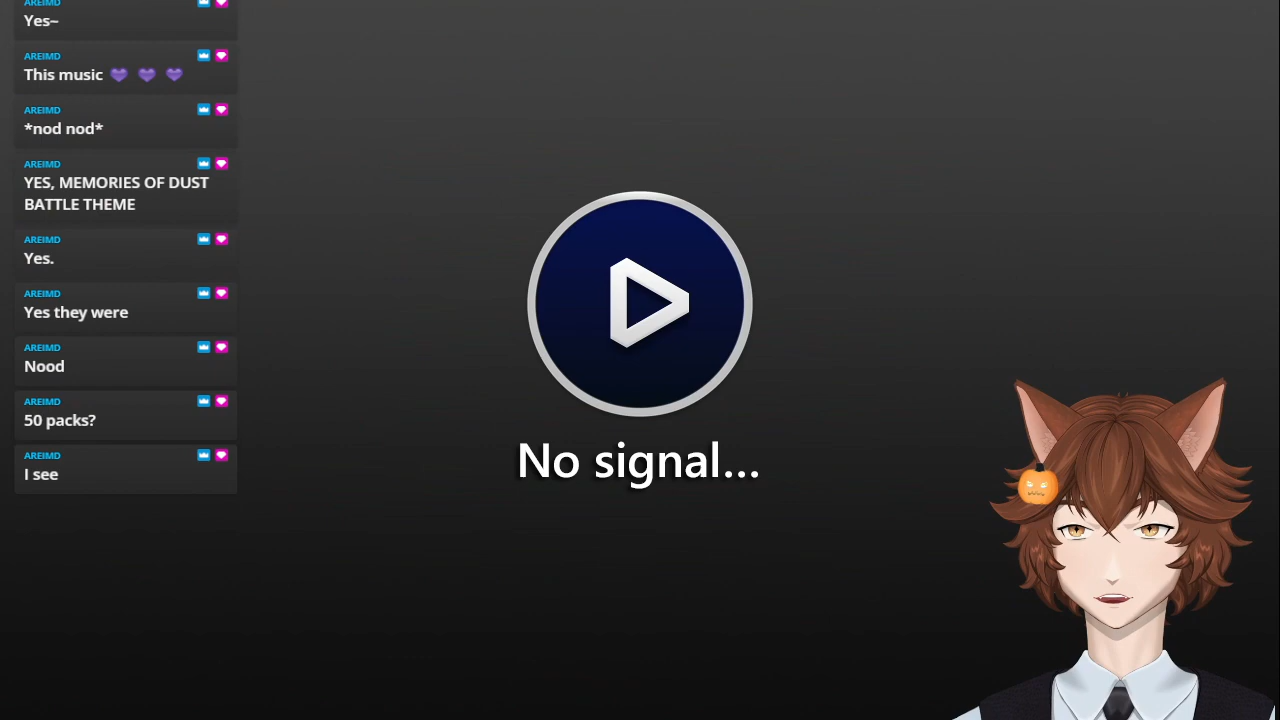 AREIMD
Yes~
AREIMD
This music 💜 💜 💜
AREIMD
*nod nod*
AREIMD
YES, MEMORIES OF DUST
BATTLE THEME
AREIMD
Yes.
AREIMD
Yes they were
AREIMD
Nood
AREIMD
50 packs?
AREIMD
I see
No signal...